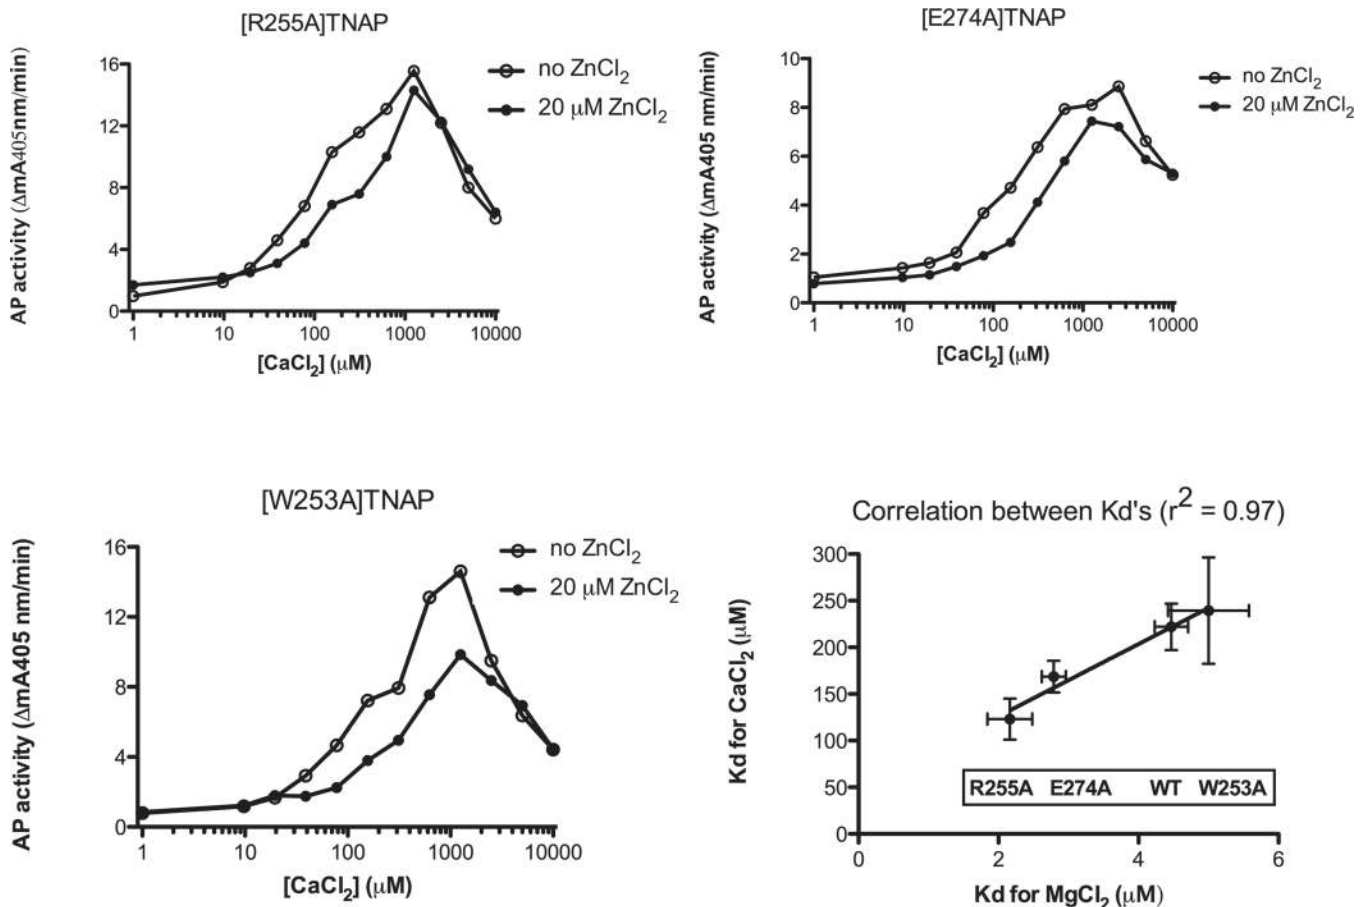 [R255A]TNAP
AP activity (ΔmA405nm/min)
16
12
8
4
0
no ZnCl2
20 μM ZnCl2
1
10
100
1000
10000
[CaCl2] (μM)
[E274A]TNAP
AP activity (ΔmA405 nm/min)
10
8
6
4
2
0
no ZnCl2
20 μM ZnCl2
1
10
100
1000
10000
[CaCl2] (μM)
[W253A]TNAP
AP activity (ΔmA405 nm/min)
16
12
8
4
0
no ZnCl2
20 μM ZnCl2
1
10
100
1000
10000
[CaCl2] (μM)
Correlation between Kd's (r2 = 0.97)
Kd for CaCl2 (μM)
300
250
200
150
100
50
0
R255A E274A WT W253A
0
2
4
6
Kd for MgCl2 (μM)